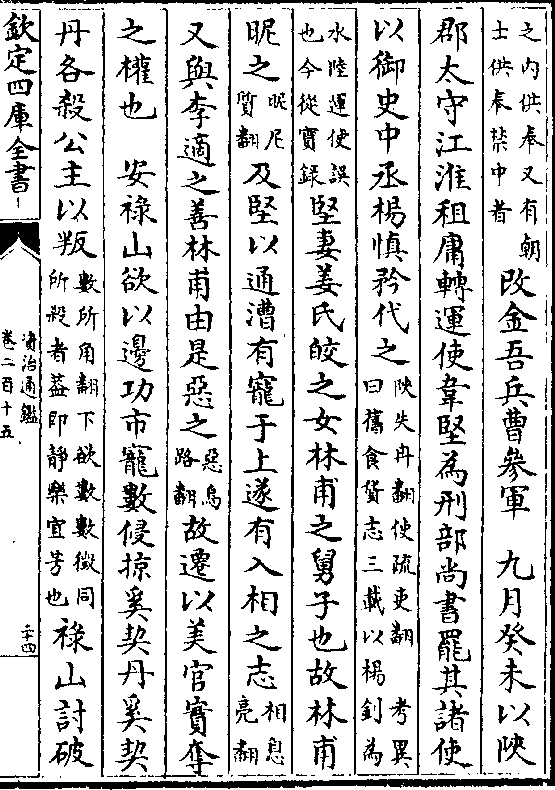 之内供奉又有朝
士供奉禁中者
改金吾兵曹參軍　九月癸未以陜
郡太守江淮租庸轉運使韋堅為刑部尚書罷其諸使
以御史中丞楊慎矜代之
陜失冉翻使疏吏翻　考異
曰舊食貨志三載以楊釗為
水陸運使誤
也今從實録
堅妻姜氏皎之女林甫之舅子也故林甫
昵之
昵尼
質翻
及堅以通漕有寵于上遂有入相之志
相息
亮翻
又與李適之善林甫由是惡之
惡烏
路翻
故遷以美官實奪
之權也　安祿山欲以邊功市寵數侵掠奚契丹奚契
丹各殺公主以叛
數所角翻下欲數數徵同
所殺者蓋即靜樂宜芳也
祿山討破
欽定四庫全書
資治通鑑
卷二百十五
二十四